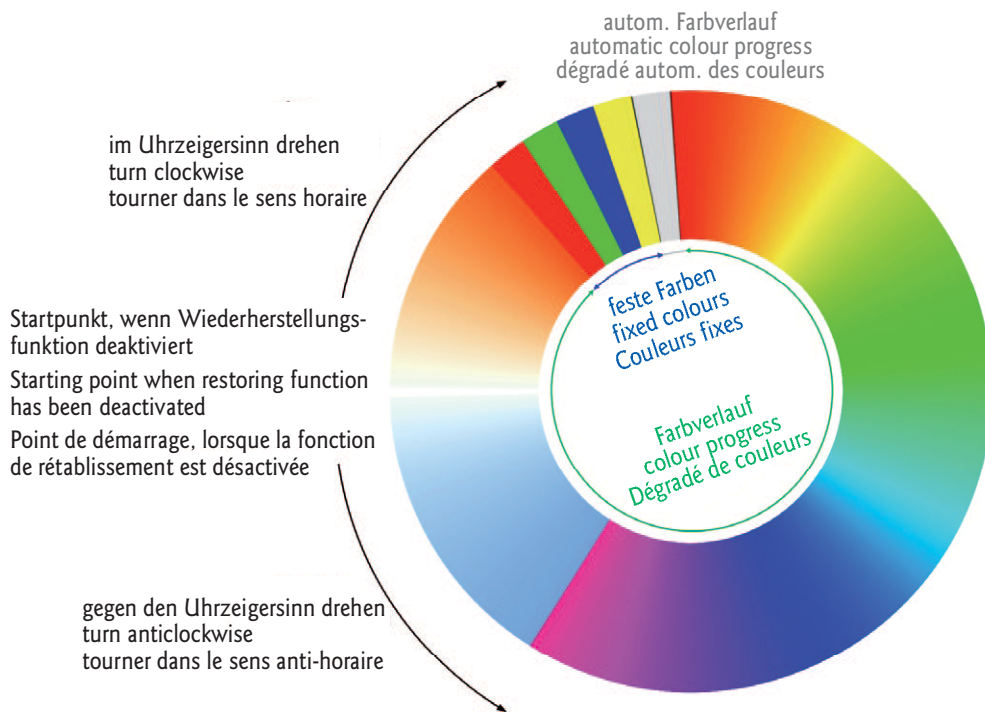 autom. Farbverlauf
automatic colour progress
dégradé autom. des couleurs
im Uhrzeigersinn drehen
turn clockwise
tourner dans le sens horaire
feste Farben
fixed colours
Couleurs fixes
Startpunkt, wenn Wiederherstellungs-
funktion deaktiviert
Starting point when restoring function
has been deactivated
Point de démarrage, lorsque la fonction
de rétablissement est désactivée
Farbverlauf
colour progress
Dégradé de couleurs
gegen den Uhrzeigersinn drehen
turn anticlockwise
tourner dans le sens anti-horaire